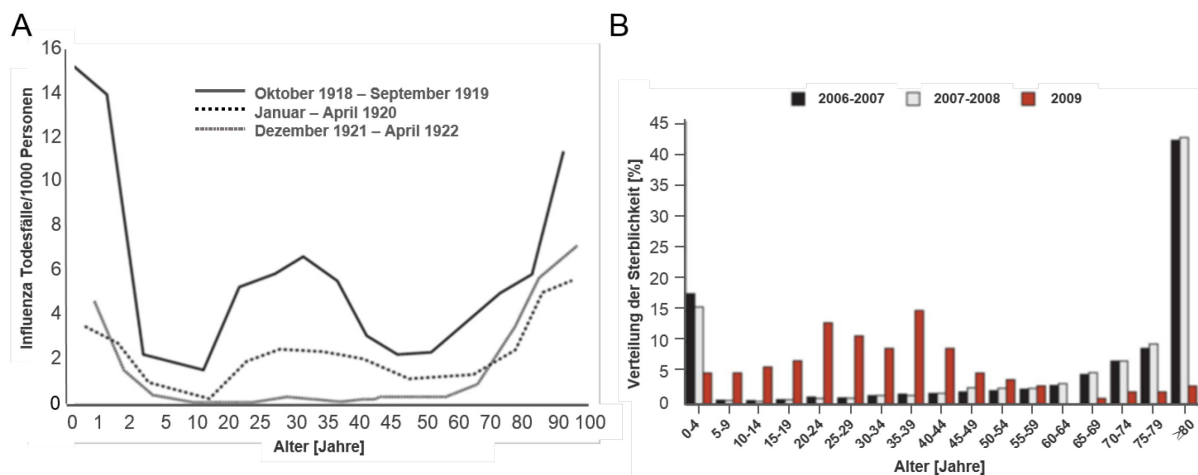 A
16
14
12
10
8
6
4
2
0
Influenza Todesfälle/1000 Personen
Oktober 1918 – September 1919
Januar – April 1920
Dezember 1921 – April 1922
0 1 2 5 10 20 25 30 40 45 50 60 70 80 90 100
Alter [Jahre]
B
2006-2007 2007-2008 2009
45
40
35
30
25
20
15
10
5
0
Verteilung der Sterblichkeit [%]
0-4 5-9 10-14 15-19 20-24 25-29 30-34 35-39 40-44 45-49 50-54 55-59 60-64 65-69 70-74 75-79 ≥80
Alter [Jahre]